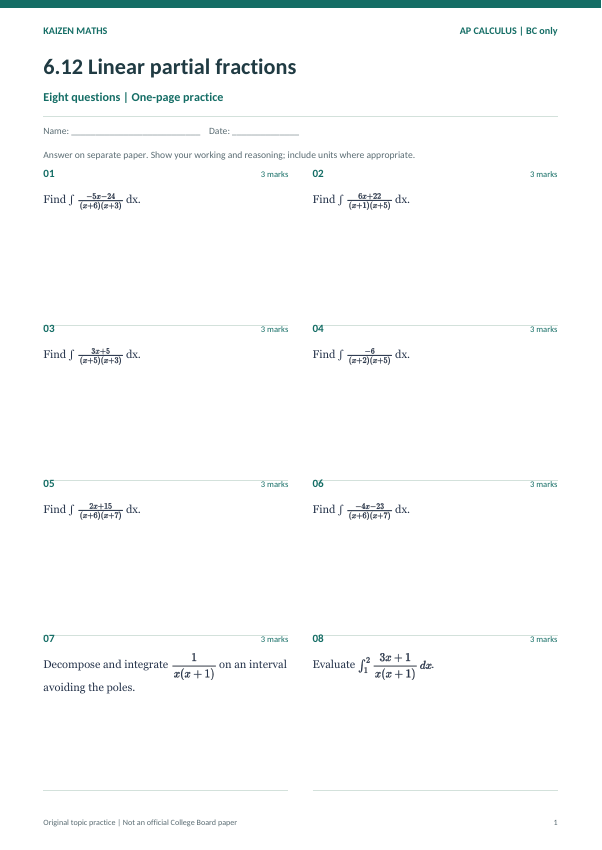 KAIZEN MATHS
AP CALCULUS | BC only
6.12 Linear partial fractions
Eight questions | One-page practice
Name: ______________________________ Date: ______________
Answer on separate paper. Show your working and reasoning; include units where appropriate.
01 3 marks
Find ∫ (−5x−24)/((x+6)(x+3)) dx.
02 3 marks
Find ∫ (6x+22)/((x+1)(x+5)) dx.
03 3 marks
Find ∫ (3x+5)/((x+5)(x+3)) dx.
04 3 marks
Find ∫ (−6)/((x+2)(x+5)) dx.
05 3 marks
Find ∫ (2x+15)/((x+6)(x+7)) dx.
06 3 marks
Find ∫ (−4x−23)/((x+6)(x+7)) dx.
07 3 marks
Decompose and integrate 1/(x(x + 1)) on an interval
avoiding the poles.
08 3 marks
Evaluate ∫₁² (3x + 1)/(x(x + 1)) dx.
Original topic practice | Not an official College Board paper
1